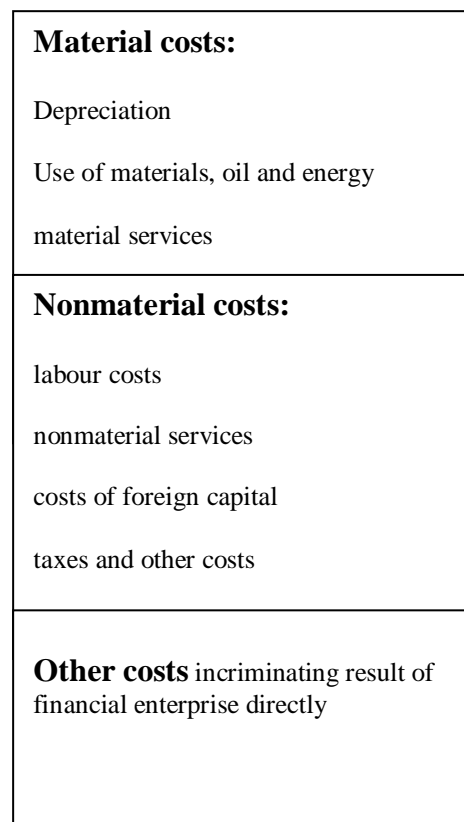 Material costs:
Depreciation
Use of materials, oil and energy
material services
Nonmaterial costs:
labour costs
nonmaterial services
costs of foreign capital
taxes and other costs
Other costs incriminating result of
financial enterprise directly